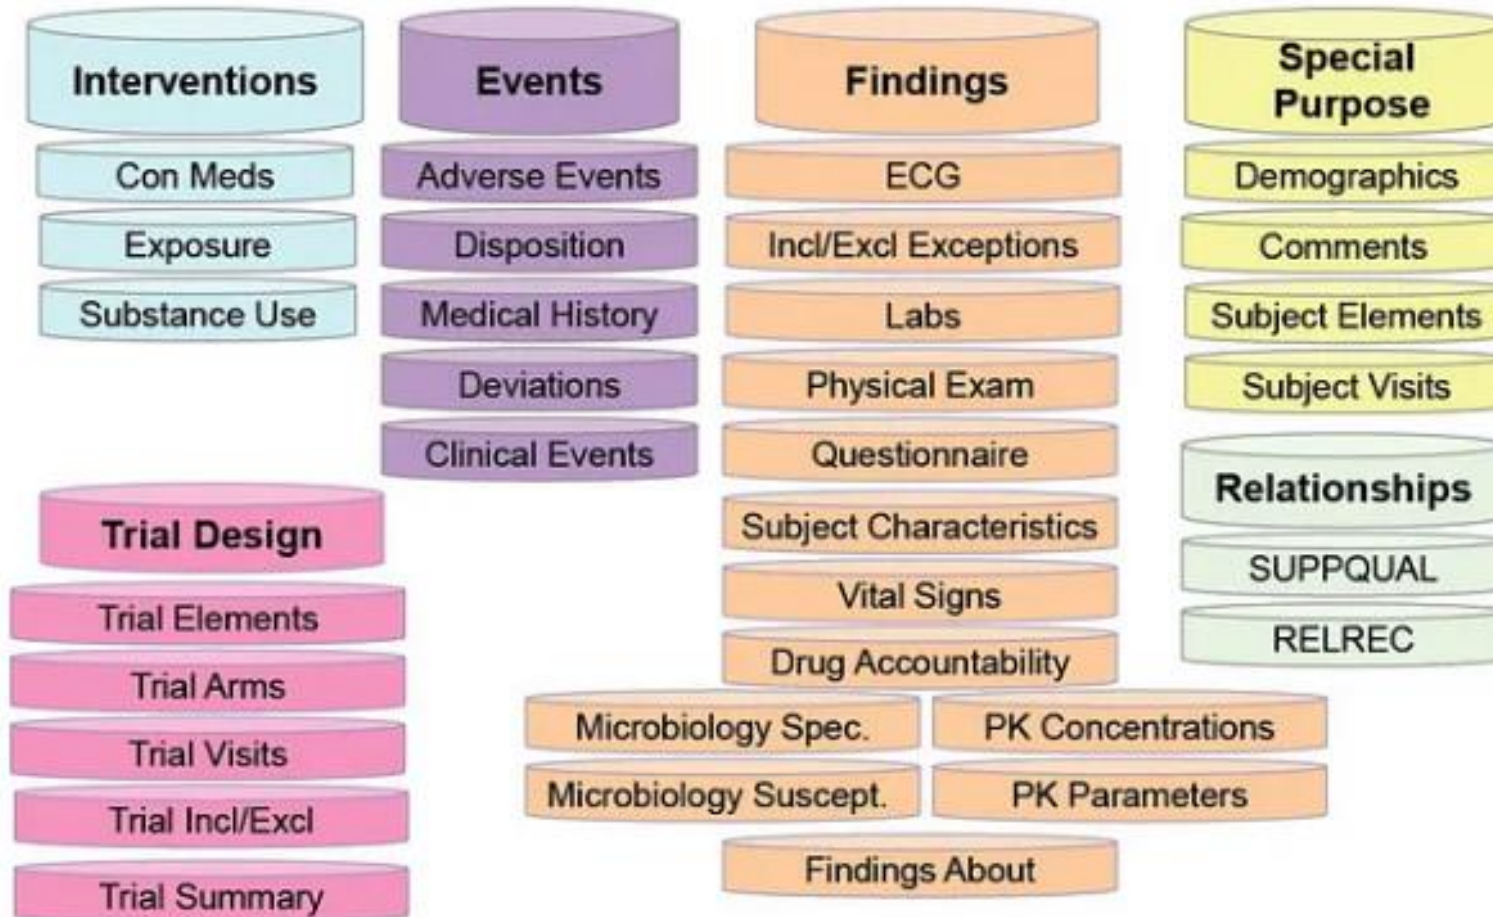 Interventions
Con Meds
Exposure
Substance Use
Events
Adverse Events
Disposition
Medical History
Deviations
Clinical Events
Findings
ECG
Incl/Excl Exceptions
Labs
Physical Exam
Questionnaire
Subject Characteristics
Vital Signs
Drug Accountability
Microbiology Spec.
PK Concentrations
Microbiology Suscept.
PK Parameters
Findings About
Special
Purpose
Demographics
Comments
Subject Elements
Subject Visits
Relationships
SUPPQUAL
RELREC
Trial Design
Trial Elements
Trial Arms
Trial Visits
Trial Incl/Excl
Trial Summary